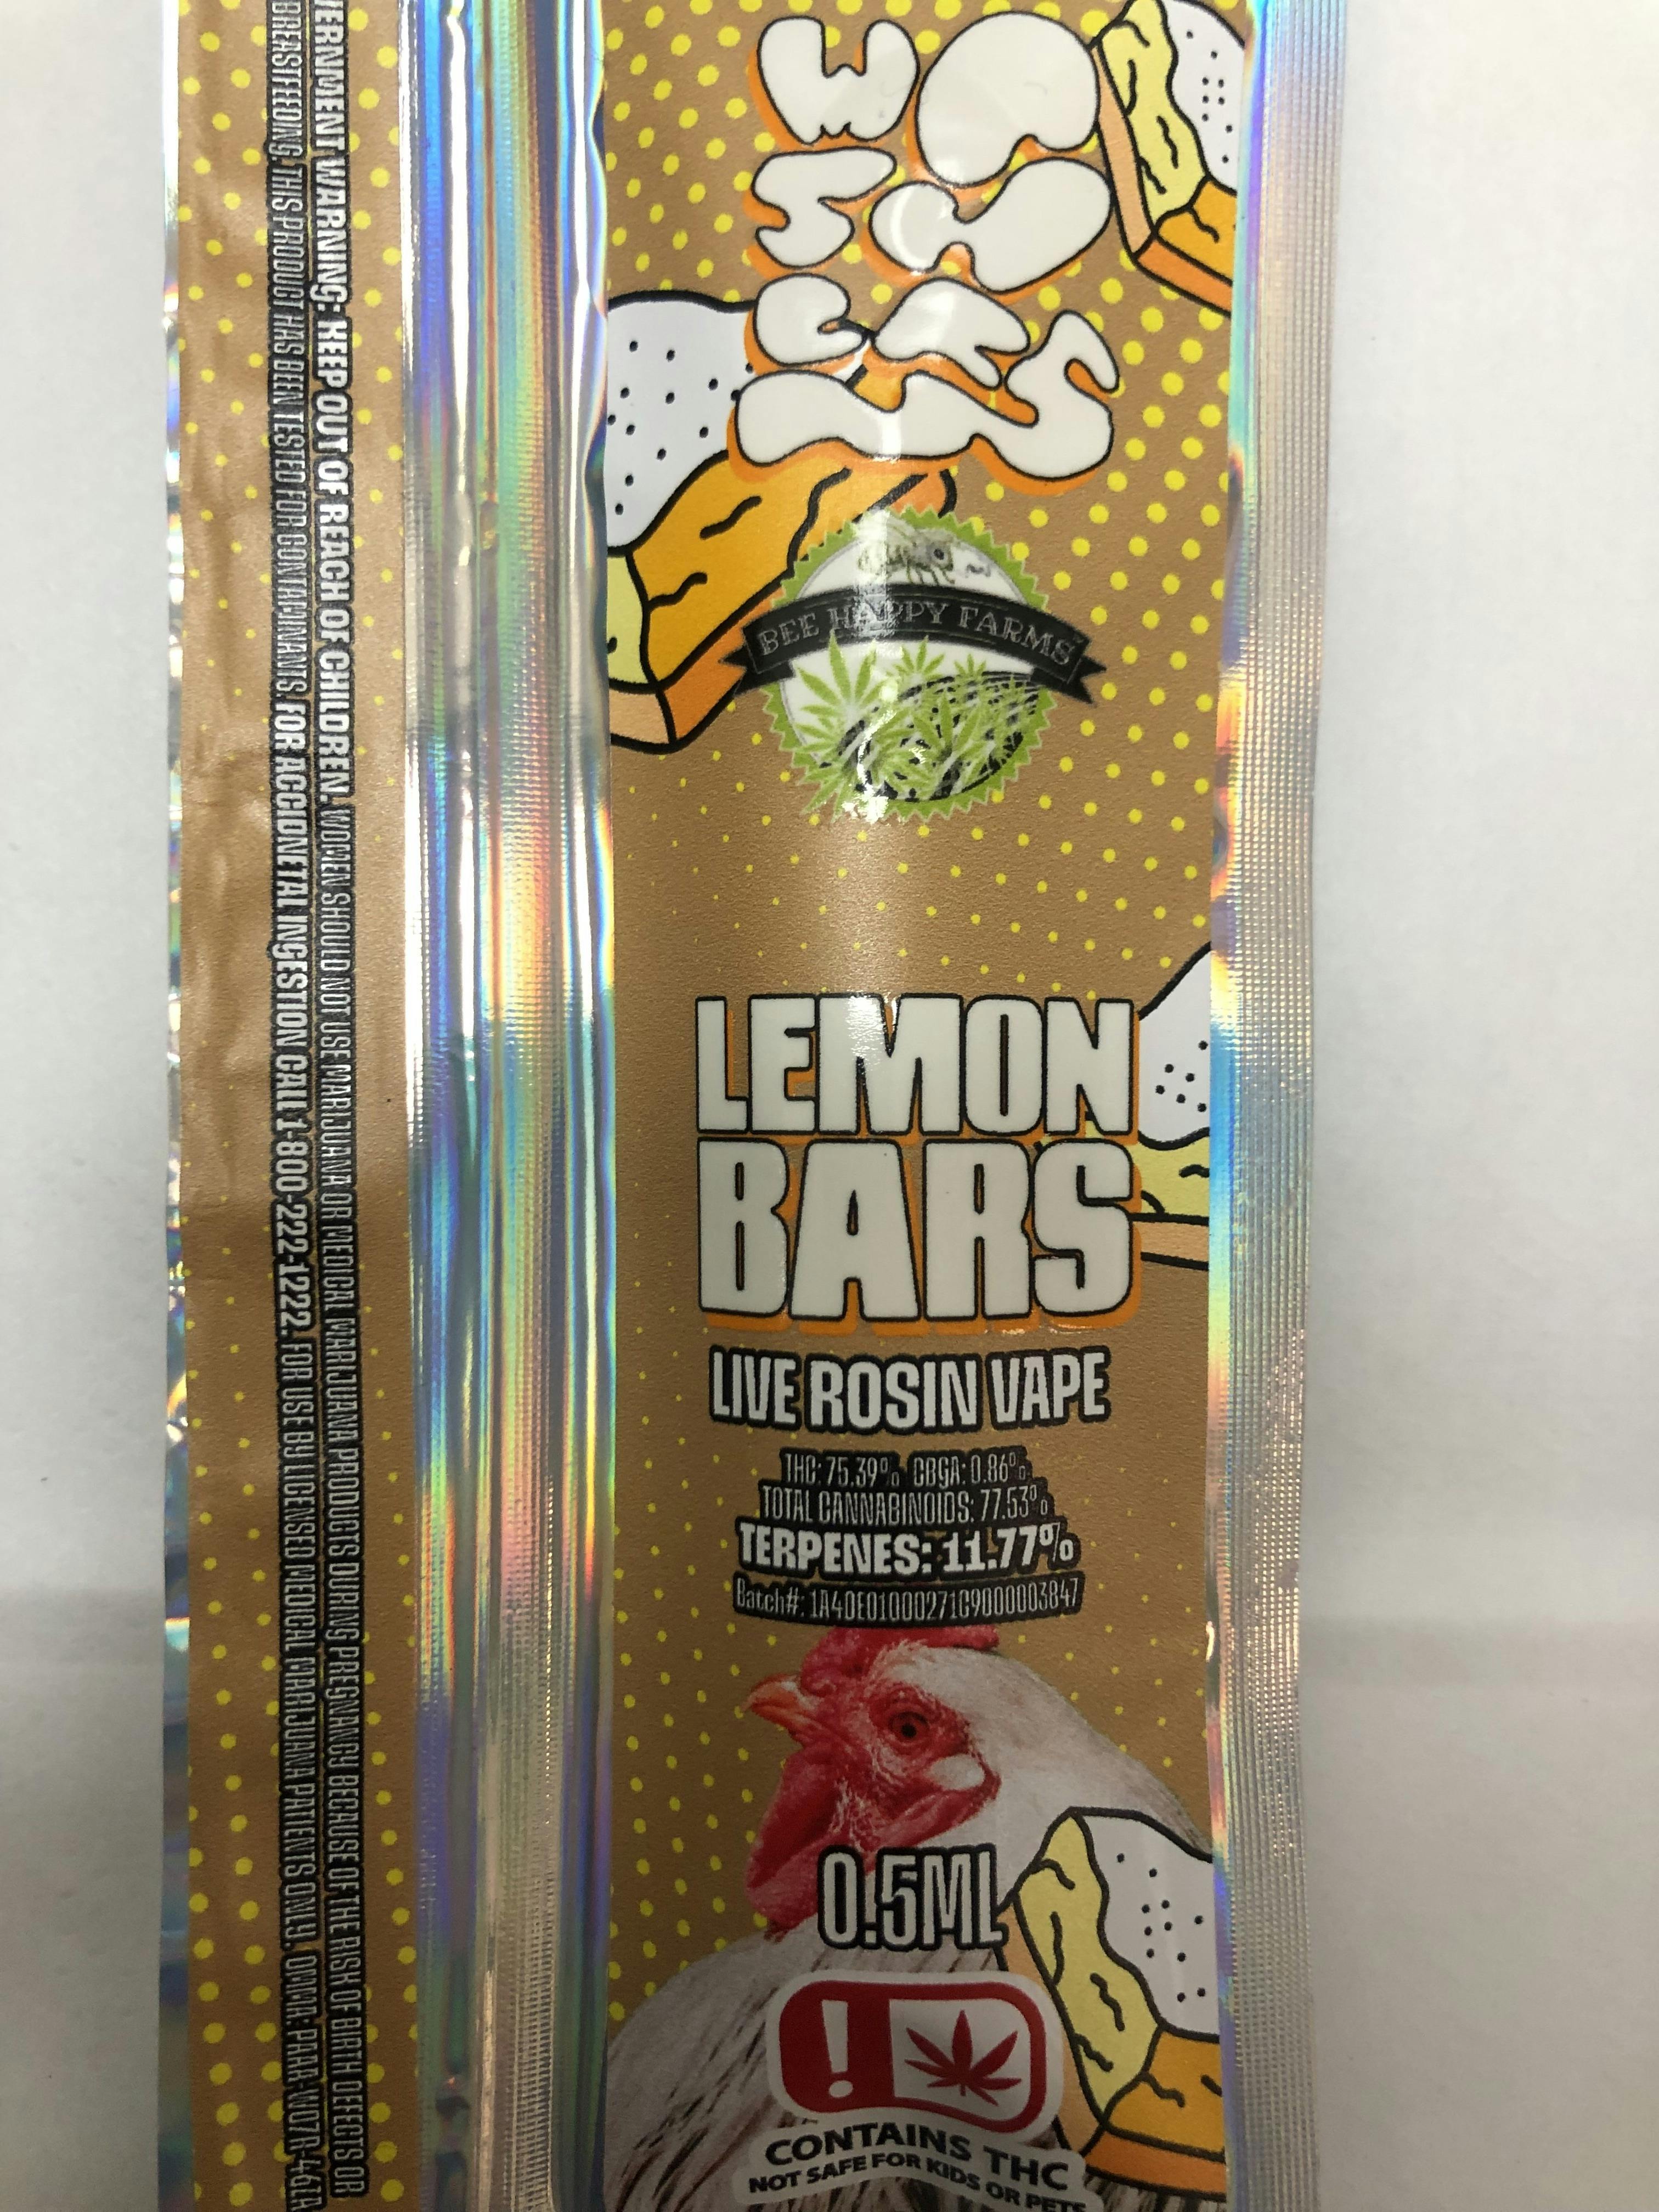 BEE HAPPY FARMS
LEMON
BARS
LIVE ROSIN VAPE
THC: 75.39% CBGA: 0.86%
TOTAL CANNABINOIDS: 77.53%
TERPENES: 11.77%
Batch#: 1A40E0100027109000003847
0.5ML
!
CONTAINS THC
NOT SAFE FOR KIDS OR PETS
VERNMENT WARNING: KEEP OUT OF REACH OF CHILDREN. WOMEN SHOULD NOT USE MARIJUANA OR MEDICAL MARIJUANA PRODUCTS DURING PREGNANCY BECAUSE OF THE RISK OF BIRTH DEFECTS OR
BREASTFEEDING. THIS PRODUCT HAS BEEN TESTED FOR CONTAMINANTS. FOR ACCIDNETAL INGESTION CALL 1-800-222-1222. FOR USE BY LICENSED MEDICAL MARIJUANA PATIENTS ONLY. OMMA: